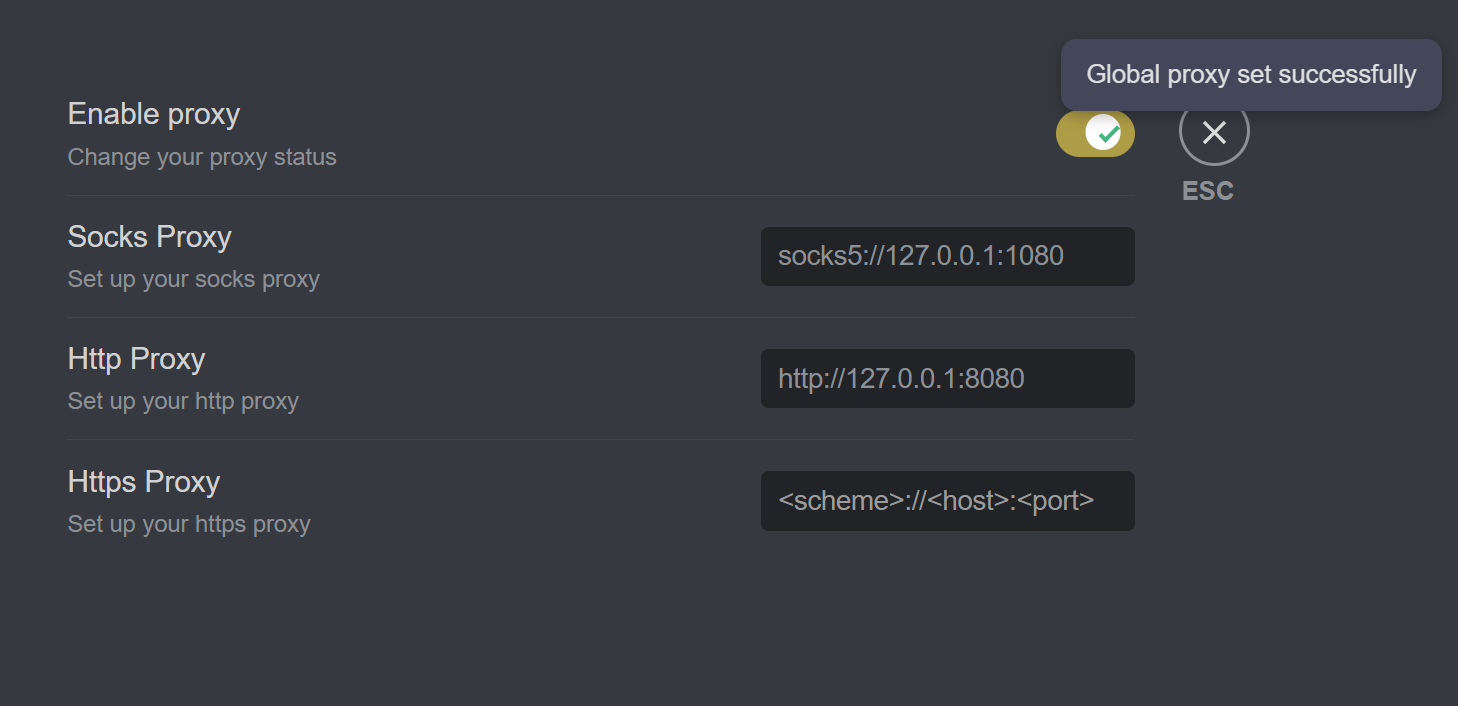 Global proxy set successfully
Enable proxy
Change your proxy status
ESC
Socks Proxy
Set up your socks proxy
socks5://127.0.0.1:1080
Http Proxy
Set up your http proxy
http://127.0.0.1:8080
Https Proxy
Set up your https proxy
<scheme>://<host>:<port>